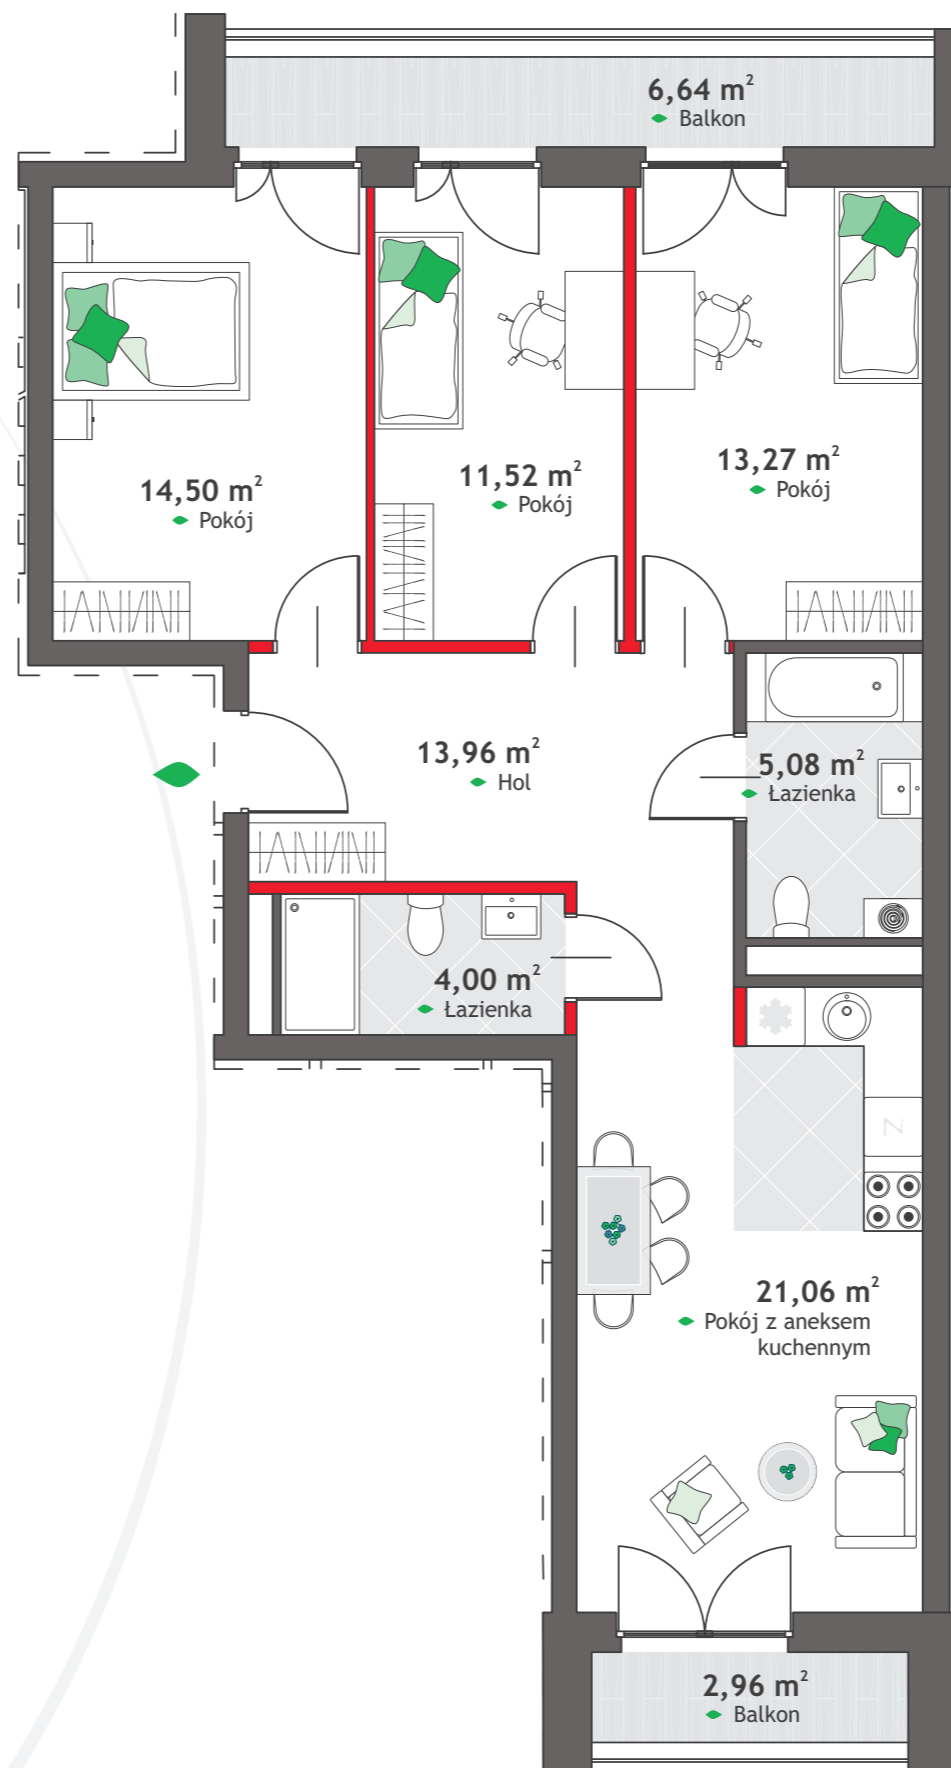 6,64 m²
Balkon
14,50 m²
Pokój
11,52 m²
Pokój
13,27 m²
Pokój
13,96 m²
Hol
5,08 m²
Łazienka
4,00 m²
Łazienka
Z
21,06 m²
Pokój z aneksem
kuchennym
2,96 m²
Balkon